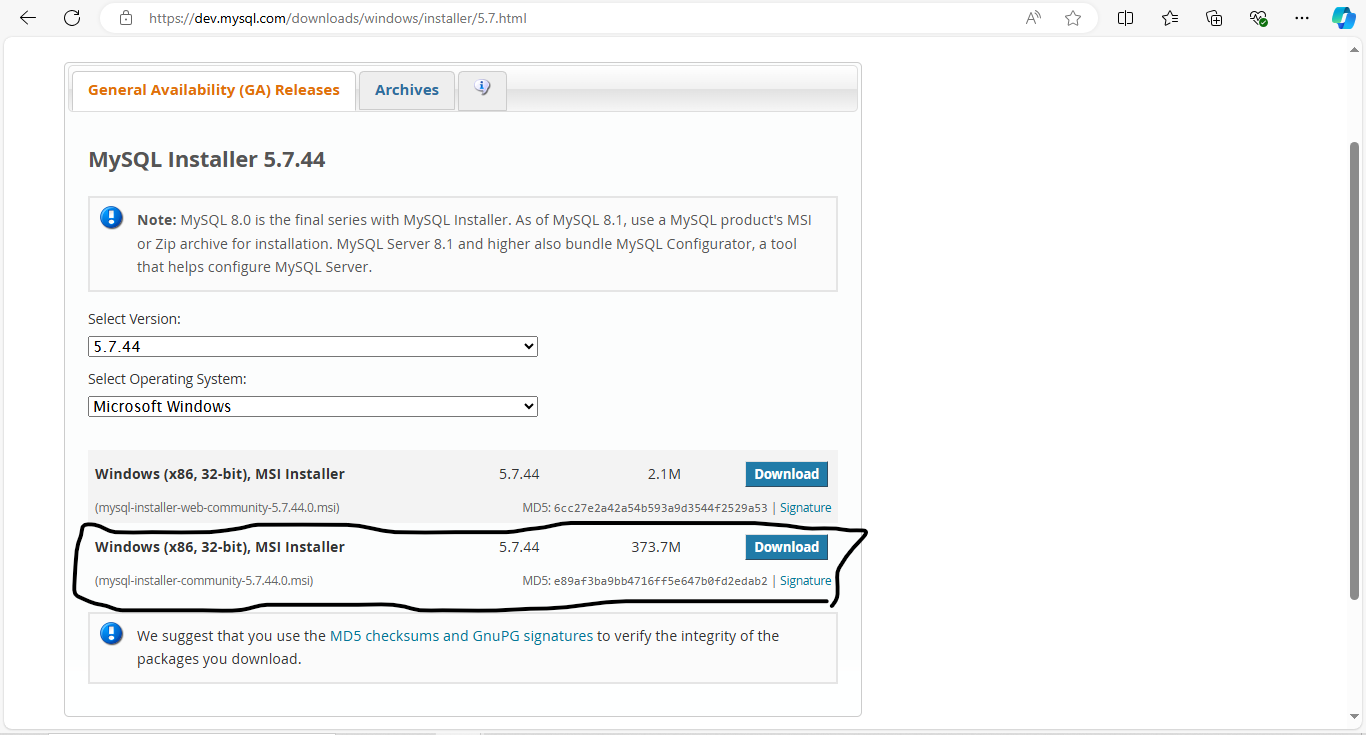 https://dev.mysql.com/downloads/windows/installer/5.7.html
General Availability (GA) Releases Archives
MySQL Installer 5.7.44
Note: MySQL 8.0 is the final series with MySQL Installer. As of MySQL 8.1, use a MySQL product's MSI
or Zip archive for installation. MySQL Server 8.1 and higher also bundle MySQL Configurator, a tool
that helps configure MySQL Server.
Select Version:
5.7.44
Select Operating System:
Microsoft Windows
Windows (x86, 32-bit), MSI Installer 5.7.44 2.1M Download
(mysql-installer-web-community-5.7.44.0.msi) MD5: 6cc27e2a42a54b593a9d3544f2529a53 | Signature
Windows (x86, 32-bit), MSI Installer 5.7.44 373.7M Download
(mysql-installer-community-5.7.44.0.msi) MD5: e89af3ba9bb4716ff5e647b0fd2edab2 | Signature
We suggest that you use the MD5 checksums and GnuPG signatures to verify the integrity of the
packages you download.